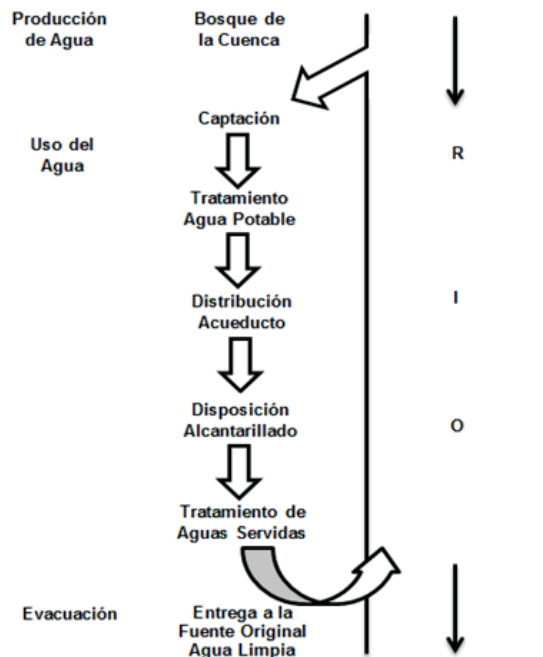 Producción
de Agua
Bosque de
la Cuenca
Captación
Uso del
Agua
R
Tratamiento
Agua Potable
Distribución
Acueducto
I
Disposición
Alcantarillado
O
Tratamiento de
Aguas Servidas
Evacuación
Entrega a la
Fuente Original
Agua Limpia